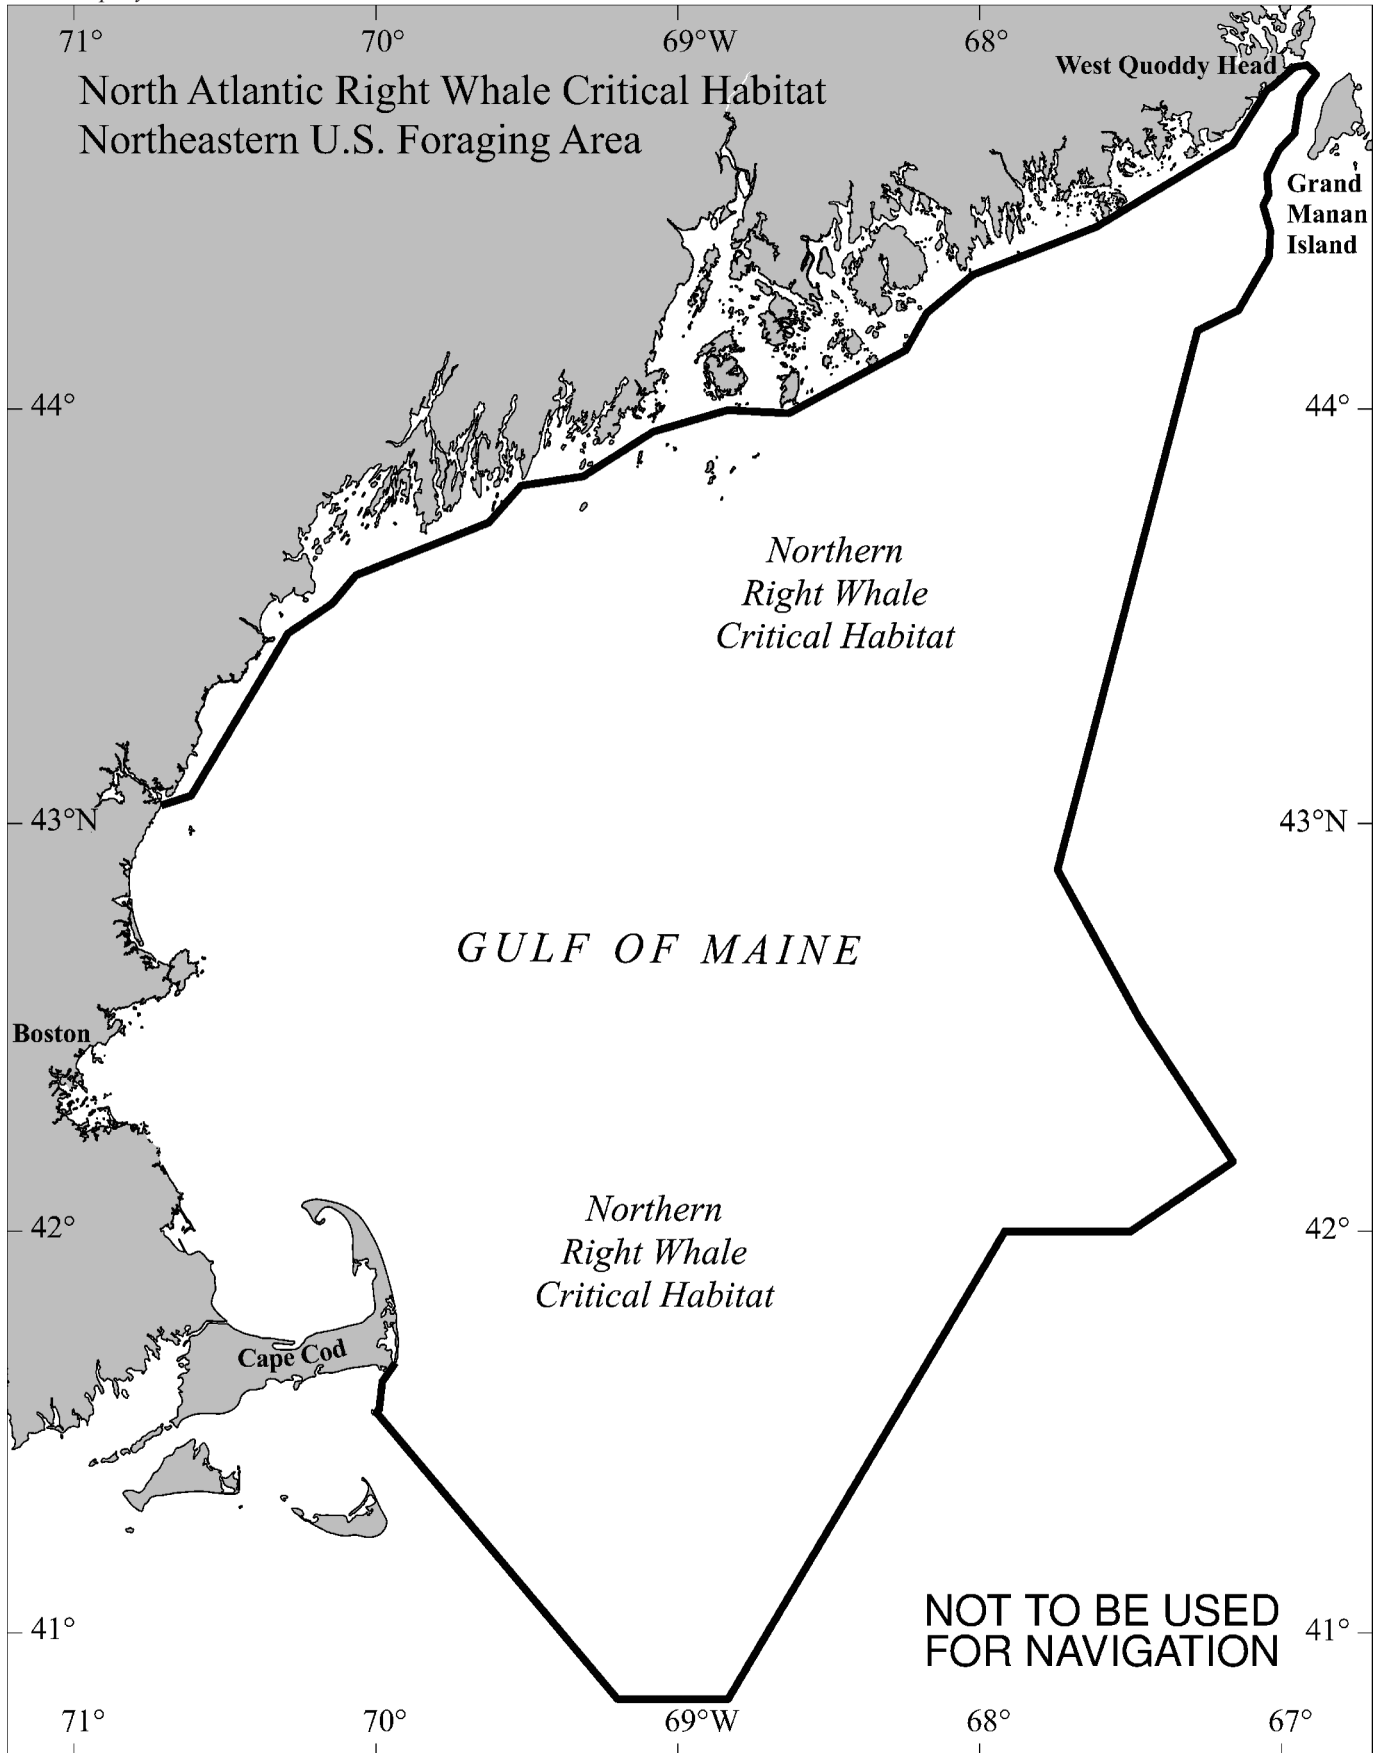 71° 70° 69°W 68°
North Atlantic Right Whale Critical Habitat
Northeastern U.S. Foraging Area
West Quoddy Head
Grand
Manan
Island
44° 44°
Northern
Right Whale
Critical Habitat
43°N 43°N
GULF OF MAINE
Boston
42° 42°
Northern
Right Whale
Critical Habitat
Cape Cod
NOT TO BE USED
FOR NAVIGATION
41° 41°
71° 70° 69°W 68° 67°